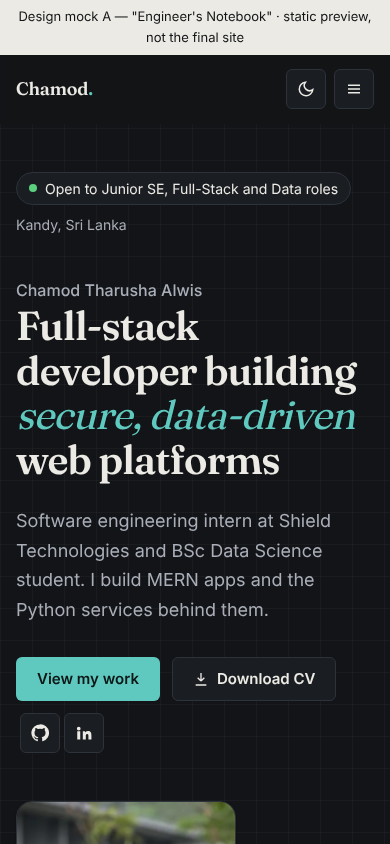 Design mock A — "Engineer's Notebook" · static preview,
not the final site
Chamod.
Open to Junior SE, Full-Stack and Data roles
Kandy, Sri Lanka
Chamod Tharusha Alwis
Full-stack
developer building
secure, data-driven
web platforms
Software engineering intern at Shield
Technologies and BSc Data Science
student. I build MERN apps and the
Python services behind them.
View my work
Download CV
in